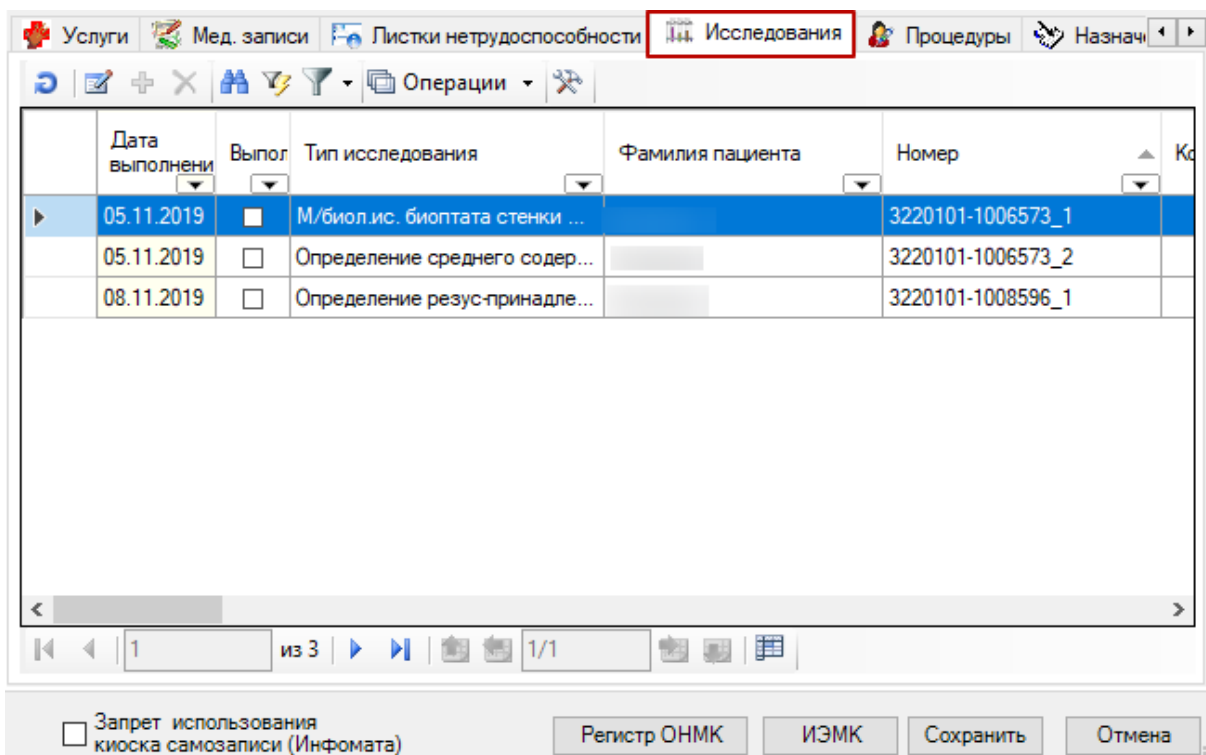 Услуги Мед. записи Листки нетрудоспособности Исследования Процедуры Назнач
Операции
Дата
выполнени Выпол Тип исследования Фамилия пациента Номер Ко
05.11.2019 М/биол.ис. биоптата стенки ... 3220101-1006573_1
05.11.2019 Определение среднего содер... 3220101-1006573_2
08.11.2019 Определение резус-принадле... 3220101-1008596_1
1 из 3 1/1
Запрет использования
киоска самозаписи (Инфомата) Регистр ОНМК ИЭМК Сохранить Отмена